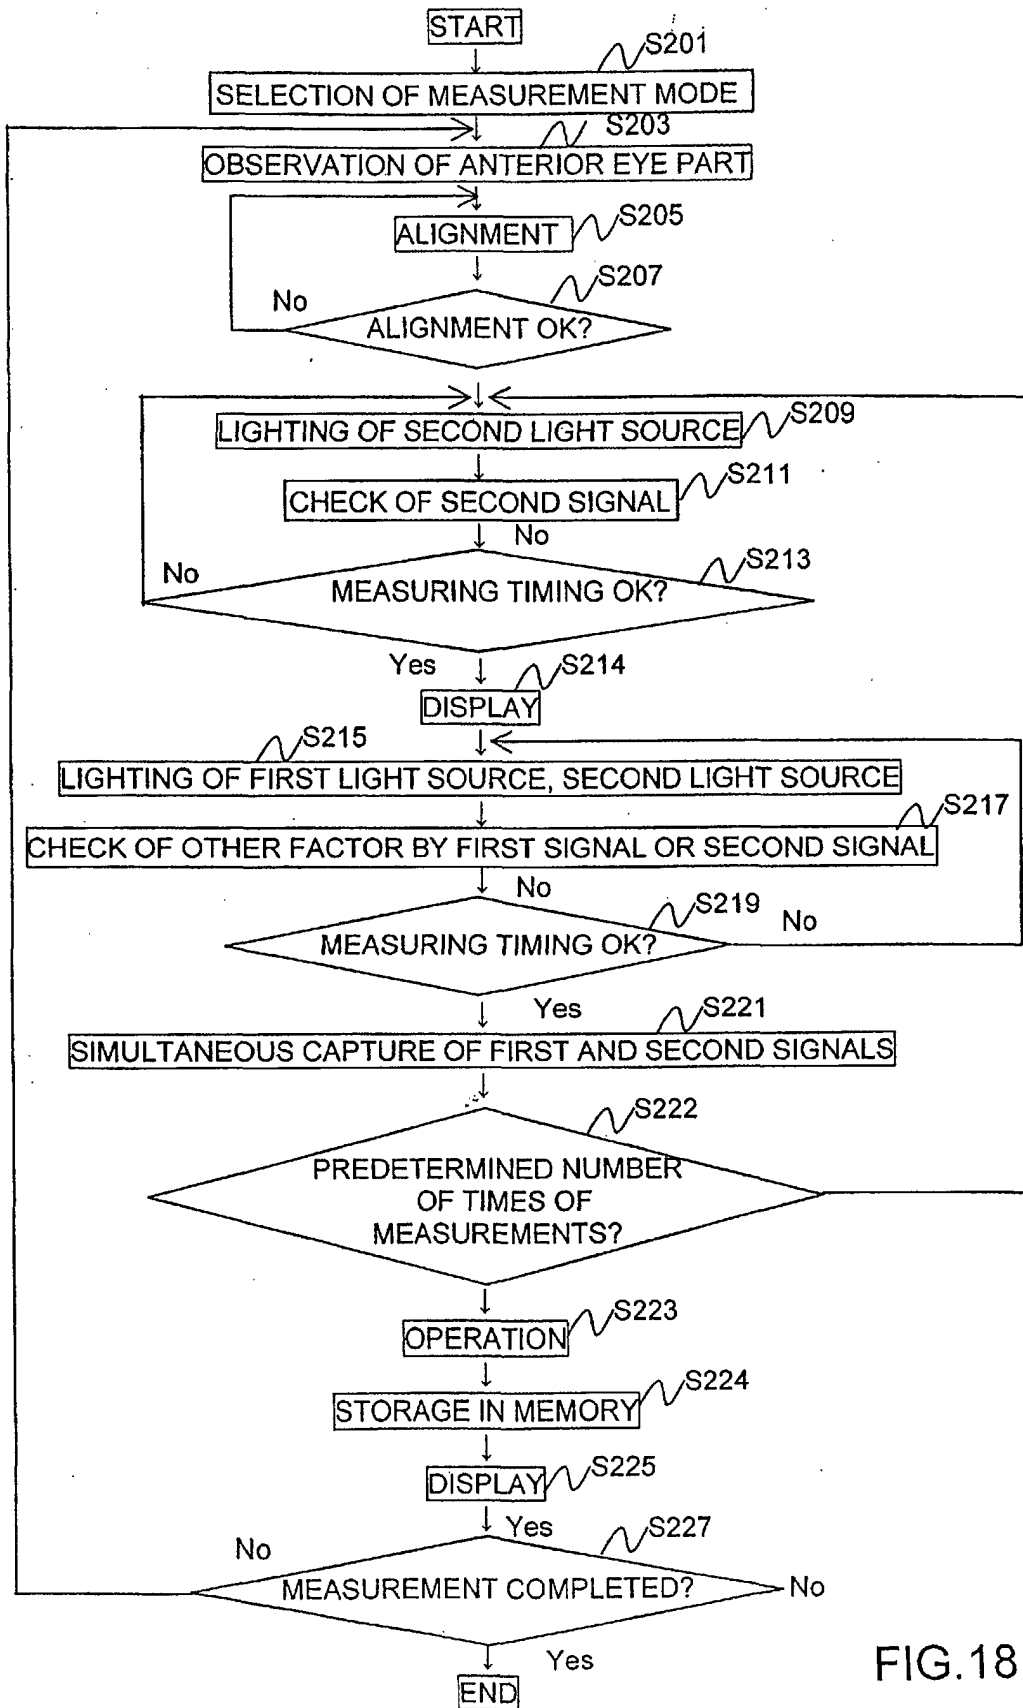 START
S201
SELECTION OF MEASUREMENT MODE
S203
OBSERVATION OF ANTERIOR EYE PART
S205
ALIGNMENT
S207
No
ALIGNMENT OK?
S209
LIGHTING OF SECOND LIGHT SOURCE
S211
CHECK OF SECOND SIGNAL
No
S213
No
MEASURING TIMING OK?
Yes
S214
DISPLAY
S215
LIGHTING OF FIRST LIGHT SOURCE, SECOND LIGHT SOURCE
S217
CHECK OF OTHER FACTOR BY FIRST SIGNAL OR SECOND SIGNAL
No
S219
MEASURING TIMING OK?
No
Yes
S221
SIMULTANEOUS CAPTURE OF FIRST AND SECOND SIGNALS
S222
PREDETERMINED NUMBER
OF TIMES OF
MEASUREMENTS?
S223
OPERATION
S224
STORAGE IN MEMORY
S225
DISPLAY
Yes
S227
No
MEASUREMENT COMPLETED?
No
Yes
END
FIG.18